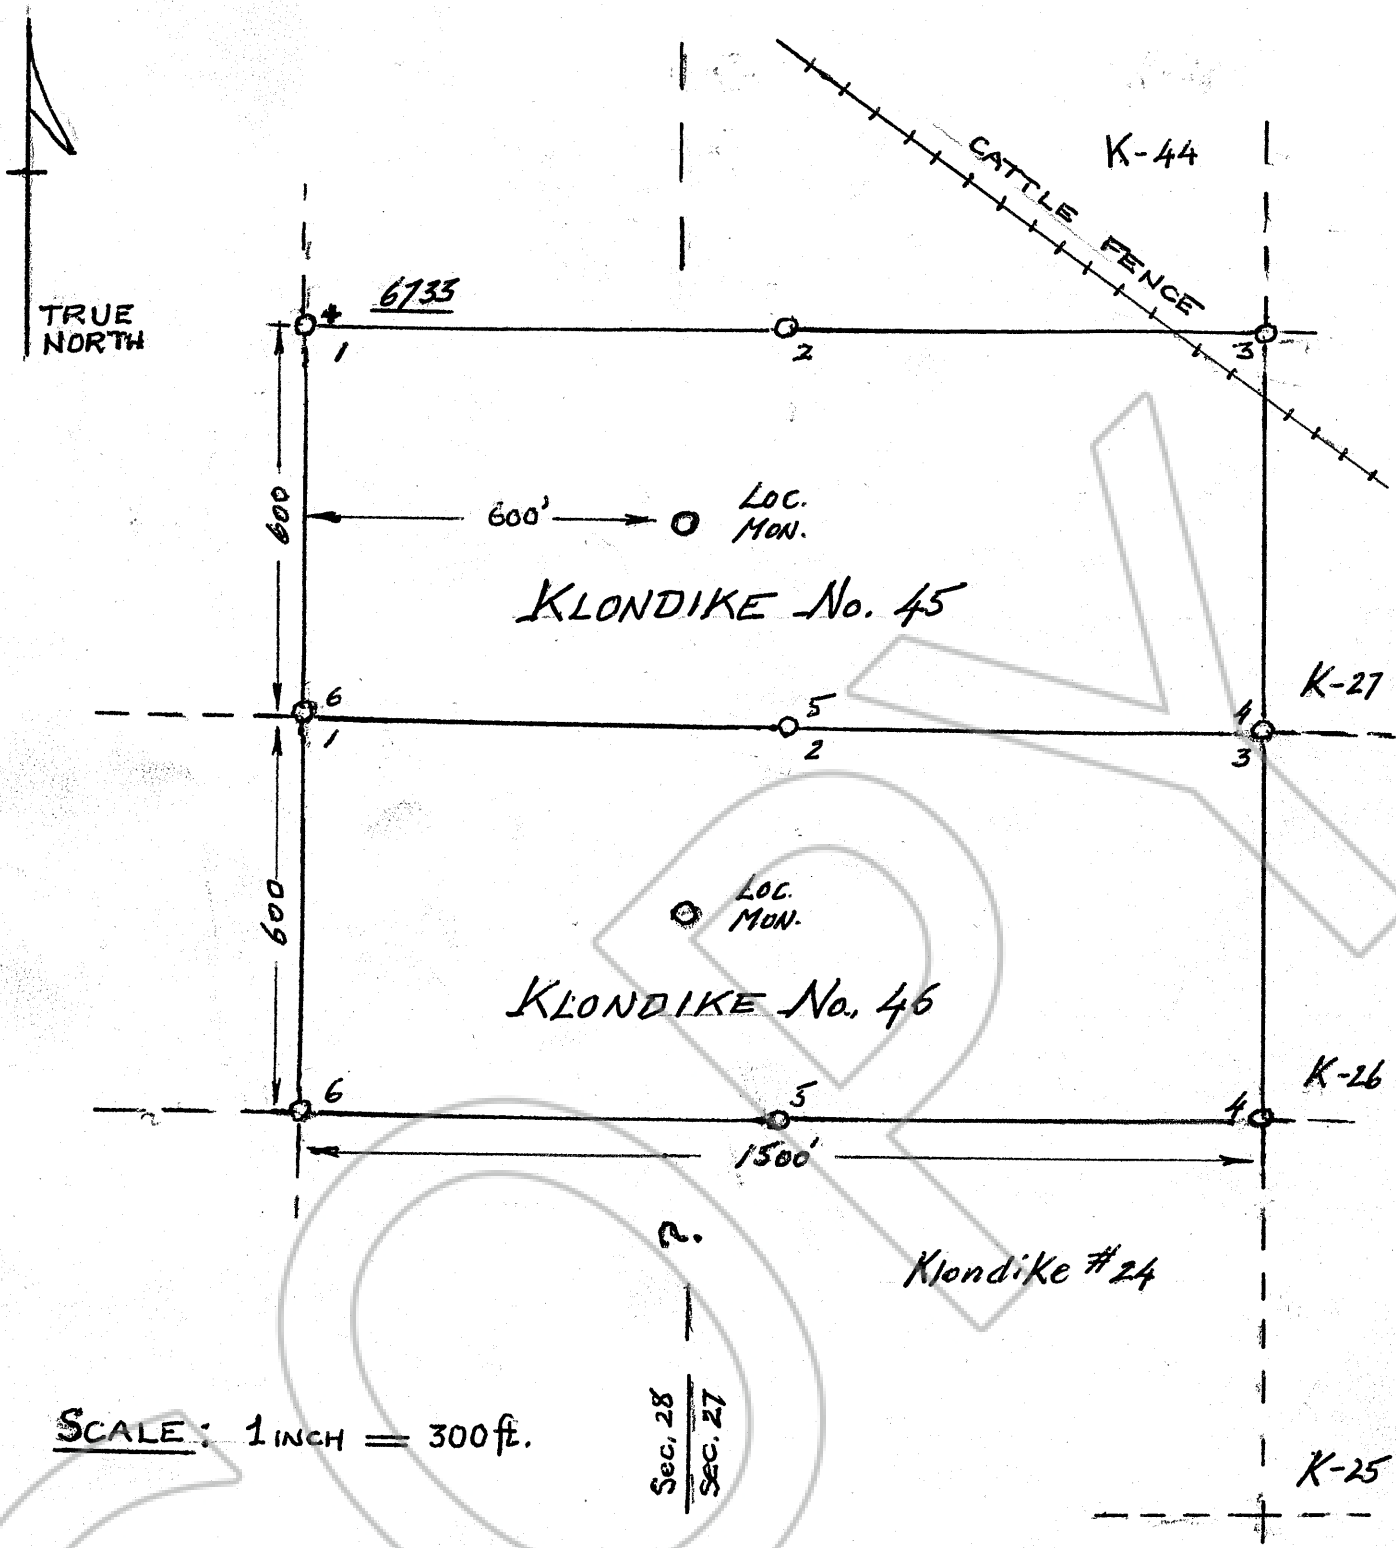 K-44
CATTLE FENCE
TRUE
NORTH
6733
1
2
3
600
600'
LOC.
MON.
KLONDIKE No. 45
K-27
6
5
4
1
2
3
600
LOC.
MON.
KLONDIKE No. 46
K-26
6
5
4
1500'
?
Klondike #24
SCALE: 1 INCH = 300 ft.
Sec. 28
Sec. 27
K-25
COPY